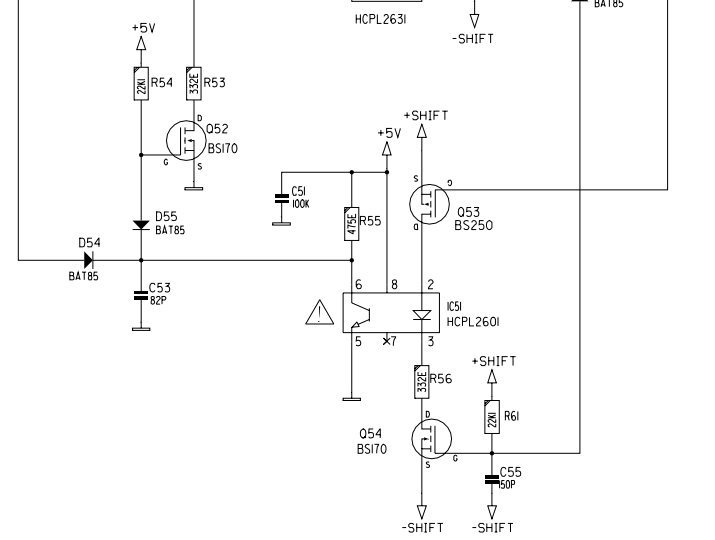 BAT85
HCPL2631
-SHIFT
+5V
22K1
R54
332E
R53
D
Q52
BS170
G
S
+SHIFT
+5V
C51
100K
475E
R55
S
G
Q53
BS250
D
D55
BAT85
D54
BAT85
C53
82P
6
8
2
IC51
HCPL2601
5
7
3
+SHIFT
332E
R56
22K1
R61
D
Q54
BS170
G
S
C55
150P
-SHIFT
-SHIFT